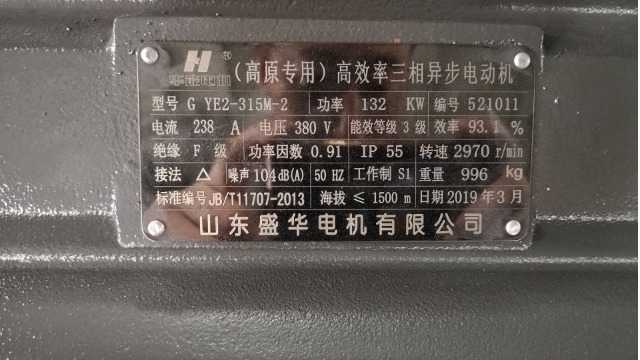 H ® (高原专用) 高效率三相异步电动机
型号 G YE2-315M-2 功率 132 KW 编号 521011
电流 238 A 电压 380 V 能效等级 3 级 效率 93.1 %
绝缘 F 级 功率因数 0.91 IP 55 转速 2970 r/min
接法 △ 噪声 104 dB(A) 50 HZ 工作制 S1 重量 996 kg
标准编号 JB/T11707-2013 海拔 ≤ 1500 m 日期 2019 年 3 月
山东盛华电机有限公司